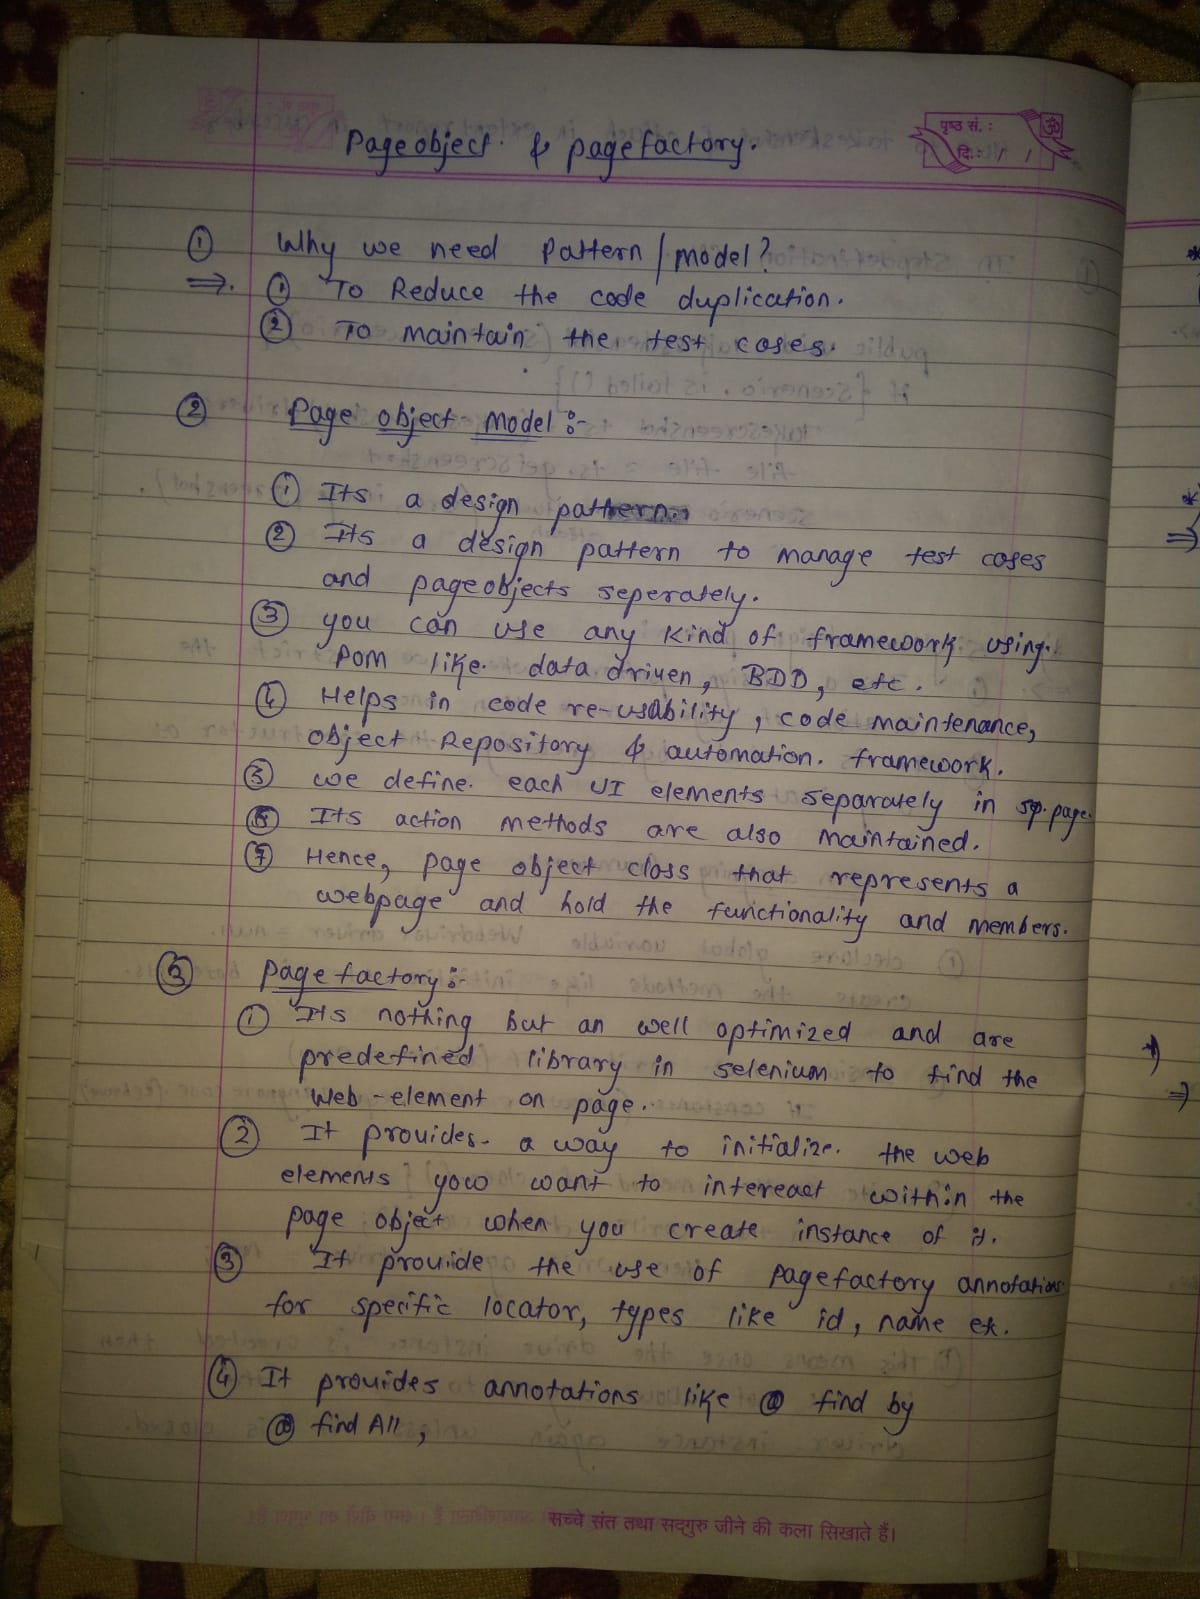 Page object & page factory.
पृष्ठ सं. :
ॐ
दि.: / /
① Why we need Pattern / model?
⇒. ① To Reduce the code duplication.
② To maintain the test cases.
② Page object Model :-
① Its a design pattern.
② Its a design pattern to manage test cases
and pageobjects seperately.
③ you can use any kind of framework using.
POM like. data driven, BDD, etc.
④ Helps in code re-usability, code maintenance,
object Repository & automation. framework.
⑤ we define. each UI elements separately in sp. page.
⑥ Its action methods are also maintained.
⑦ Hence, page object class that represents a
webpage and hold the functionality and members.
③ Page factory :-
① Its nothing but an well optimized and are
predefined library in selenium to find the
web-element on page.
② It provides. a way to initialize. the web
elements you want to intereact within the
page object when you create instance of it.
③ It provide the use of pagefactory annotations
for specific locator, types like id, name etc.
④ It provides annotations like @ find by
@ find All,
सच्चे संत तथा सद्‌गुरु जीने की कला सिखाते हैं।